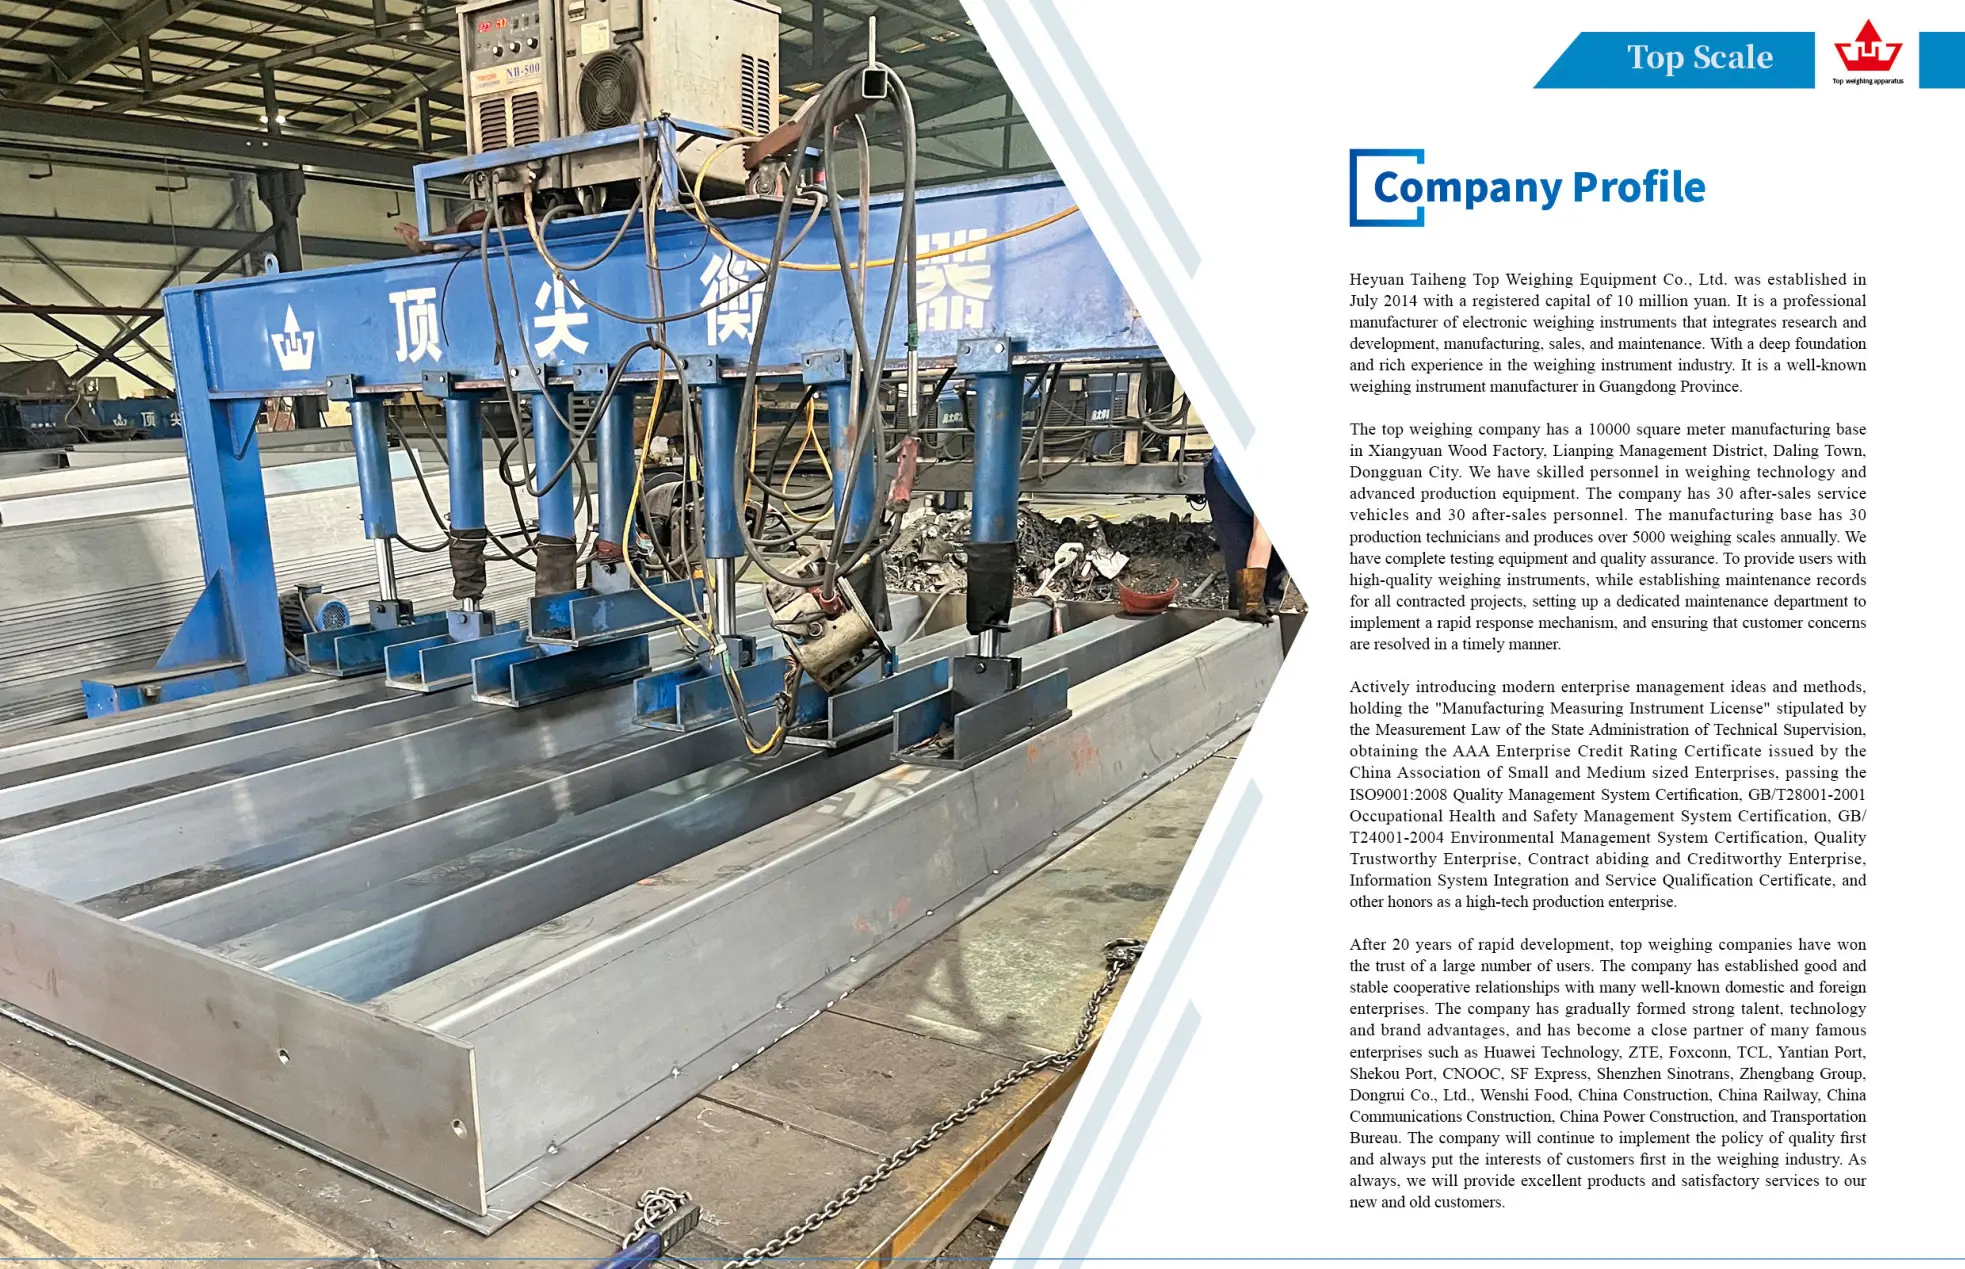 NB-500
顶尖衡器
顶尖
Top Scale
Top weighing apparatus
Company Profile
Heyuan Taiheng Top Weighing Equipment Co., Ltd. was established in
July 2014 with a registered capital of 10 million yuan. It is a professional
manufacturer of electronic weighing instruments that integrates research and
development, manufacturing, sales, and maintenance. With a deep foundation
and rich experience in the weighing instrument industry. It is a well-known
weighing instrument manufacturer in Guangdong Province.
The top weighing company has a 10000 square meter manufacturing base
in Xiangyuan Wood Factory, Lianping Management District, Daling Town,
Dongguan City. We have skilled personnel in weighing technology and
advanced production equipment. The company has 30 after-sales service
vehicles and 30 after-sales personnel. The manufacturing base has 30
production technicians and produces over 5000 weighing scales annually. We
have complete testing equipment and quality assurance. To provide users with
high-quality weighing instruments, while establishing maintenance records
for all contracted projects, setting up a dedicated maintenance department to
implement a rapid response mechanism, and ensuring that customer concerns
are resolved in a timely manner.
Actively introducing modern enterprise management ideas and methods,
holding the "Manufacturing Measuring Instrument License" stipulated by
the Measurement Law of the State Administration of Technical Supervision,
obtaining the AAA Enterprise Credit Rating Certificate issued by the
China Association of Small and Medium sized Enterprises, passing the
ISO9001:2008 Quality Management System Certification, GB/T28001-2001
Occupational Health and Safety Management System Certification, GB/
T24001-2004 Environmental Management System Certification, Quality
Trustworthy Enterprise, Contract abiding and Creditworthy Enterprise,
Information System Integration and Service Qualification Certificate, and
other honors as a high-tech production enterprise.
After 20 years of rapid development, top weighing companies have won
the trust of a large number of users. The company has established good and
stable cooperative relationships with many well-known domestic and foreign
enterprises. The company has gradually formed strong talent, technology
and brand advantages, and has become a close partner of many famous
enterprises such as Huawei Technology, ZTE, Foxconn, TCL, Yantian Port,
Shekou Port, CNOOC, SF Express, Shenzhen Sinotrans, Zhengbang Group,
Dongrui Co., Ltd., Wenshi Food, China Construction, China Railway, China
Communications Construction, China Power Construction, and Transportation
Bureau. The company will continue to implement the policy of quality first
and always put the interests of customers first in the weighing industry. As
always, we will provide excellent products and satisfactory services to our
new and old customers.